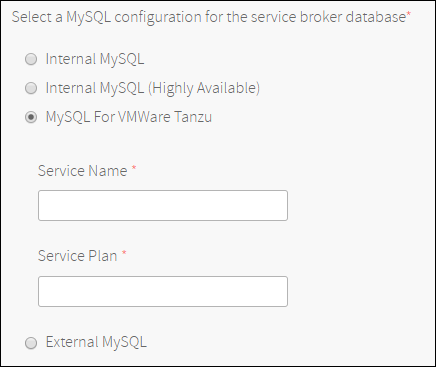 Select a MySQL configuration for the service broker database*
Internal MySQL
Internal MySQL (Highly Available)
MySQL For VMWare Tanzu
Service Name *
Service Plan *
External MySQL